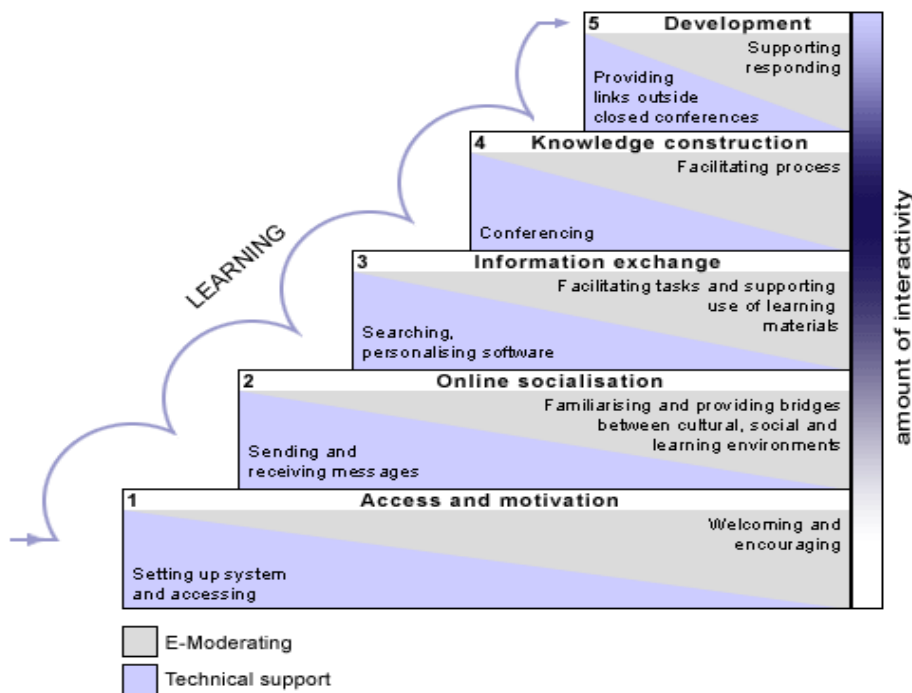 5 Development
Supporting
responding
Providing
links outside
closed conferences
4 Knowledge construction
Facilitating process
Conferencing
3 Information exchange
Facilitating tasks and supporting
use of learning
materials
Searching,
personalising software
2 Online socialisation
Familiarising and providing bridges
between cultural, social and
learning environments
Sending and
receiving messages
1 Access and motivation
Welcoming and
encouraging
Setting up system
and accessing
LEARNING
amount of interactivity
E-Moderating
Technical support